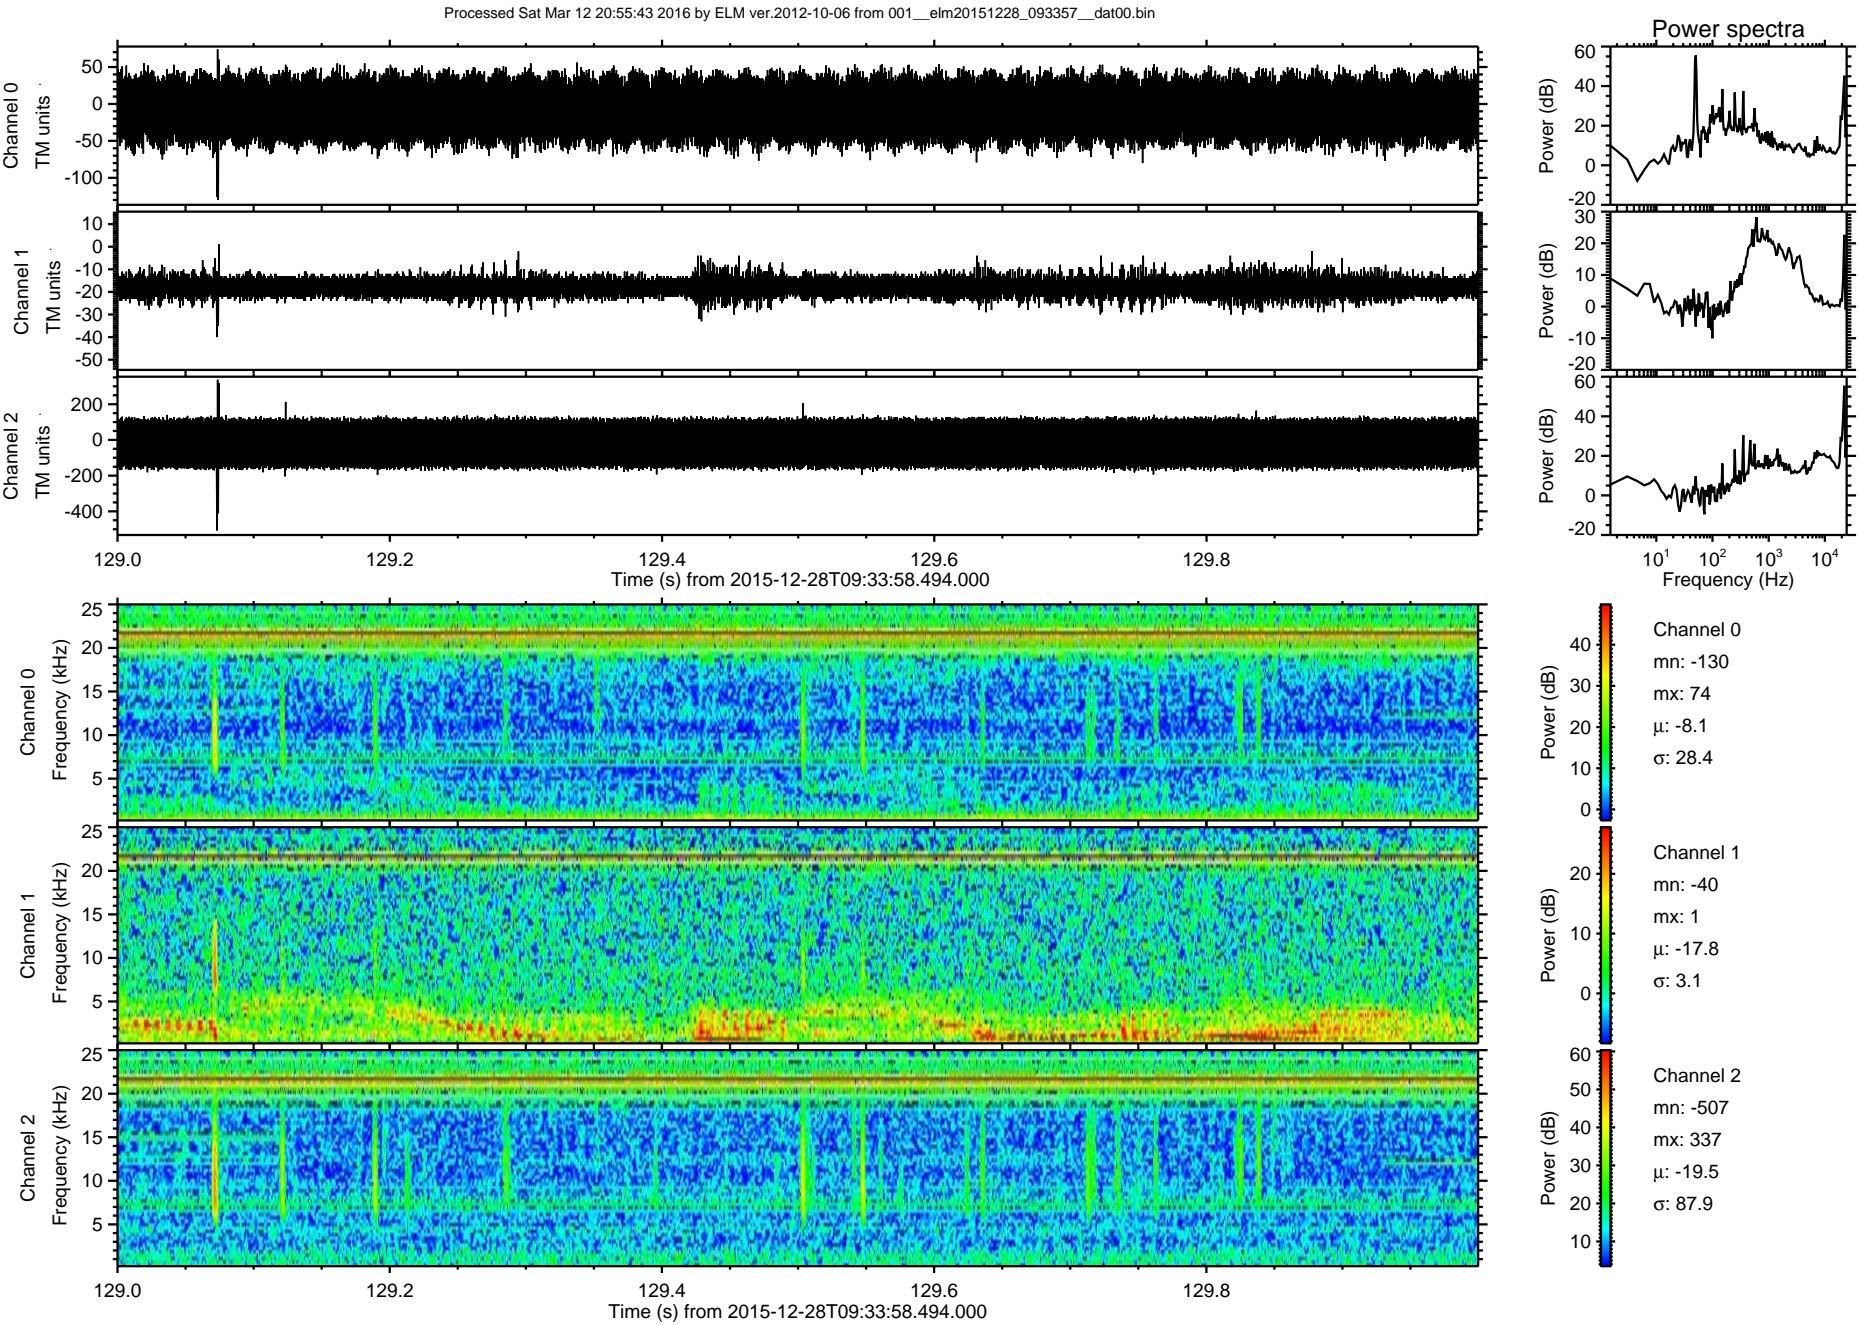 Processed Sat Mar 12 20:55:43 2016 by ELM ver.2012-10-06 from 001__elm20151228_093357__dat00.bin
Power spectra
Channel 0
TM units
50
0
-50
-100
Power (dB)
60
40
20
0
-20
Channel 1
TM units
10
0
-10
-20
-30
-40
-50
Power (dB)
30
20
10
0
-10
-20
Channel 2
TM units
200
0
-200
-400
Power (dB)
60
40
20
0
-20
129.0 129.2 129.4 129.6 129.8
Time (s) from 2015-12-28T09:33:58.494.000
10¹ 10² 10³ 10⁴
Frequency (Hz)
Channel 0
Frequency (kHz)
25
20
15
10
5
Power (dB)
40
30
20
10
0
Channel 0
mn: -130
mx: 74
μ: -8.1
σ: 28.4
Channel 1
Frequency (kHz)
25
20
15
10
5
Power (dB)
20
10
0
Channel 1
mn: -40
mx: 1
μ: -17.8
σ: 3.1
Channel 2
Frequency (kHz)
25
20
15
10
5
Power (dB)
60
50
40
30
20
10
Channel 2
mn: -507
mx: 337
μ: -19.5
σ: 87.9
129.0 129.2 129.4 129.6 129.8
Time (s) from 2015-12-28T09:33:58.494.000